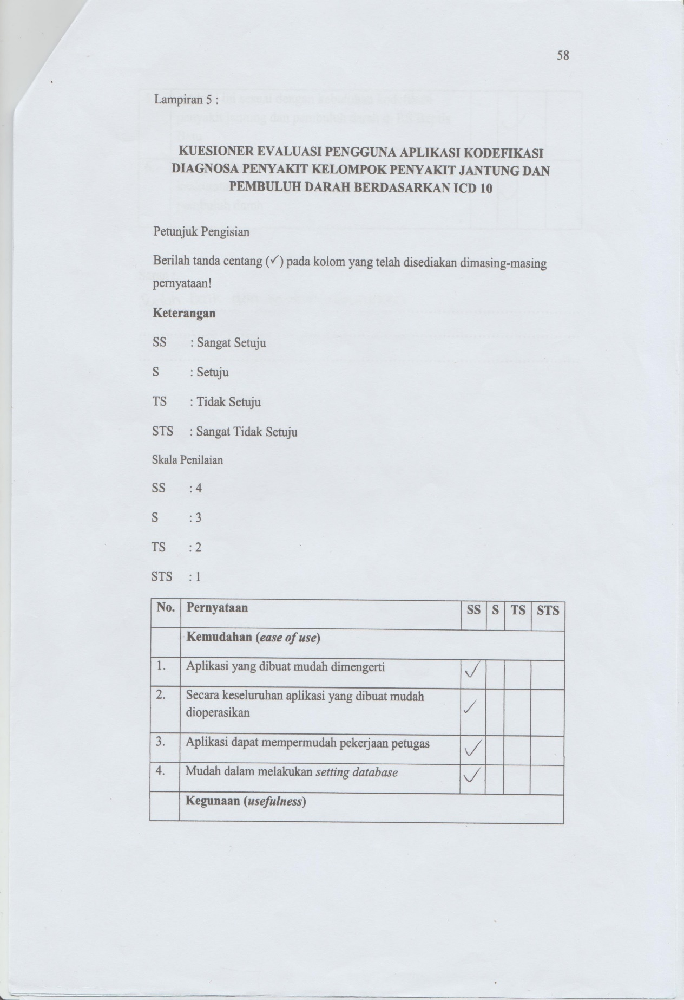 58
Lampiran 5 :
KUESIONER EVALUASI PENGGUNA APLIKASI KODEFIKASI
DIAGNOSA PENYAKIT KELOMPOK PENYAKIT JANTUNG DAN
PEMBULUH DARAH BERDASARKAN ICD 10
Petunjuk Pengisian
Berilah tanda centang (✓) pada kolom yang telah disediakan dimasing-masing
pernyataan!
Keterangan
SS : Sangat Setuju
S : Setuju
TS : Tidak Setuju
STS : Sangat Tidak Setuju
Skala Penilaian
SS : 4
S : 3
TS : 2
STS : 1
No. Pernyataan SS S TS STS
Kemudahan (ease of use)
1. Aplikasi yang dibuat mudah dimengerti ✓
2. Secara keseluruhan aplikasi yang dibuat mudah ✓
dioperasikan
3. Aplikasi dapat mempermudah pekerjaan petugas ✓
4. Mudah dalam melakukan setting database ✓
Kegunaan (usefulness)